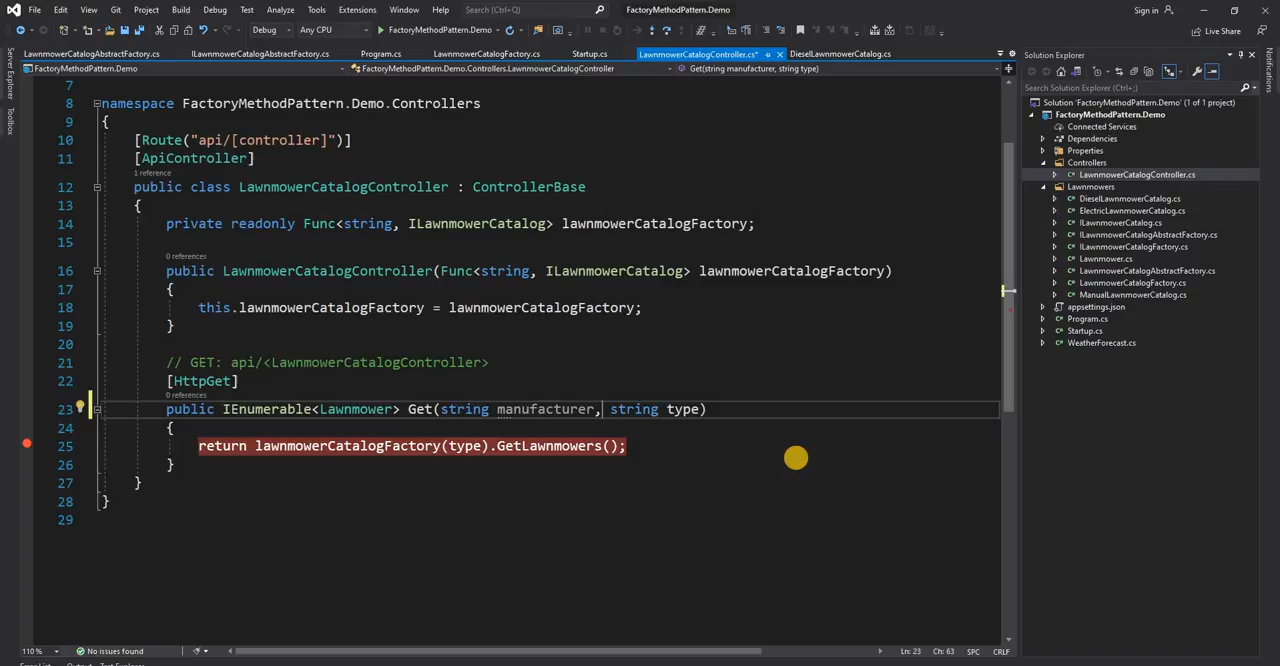 File Edit View Git Project Build Debug Test Analyze Tools Extensions Window Help Search (Ctrl+Q) FactoryMethodPattern.Demo Sign in
Debug Any CPU FactoryMethodPattern.Demo Live Share
Server Explorer
Toolbox
Notifications
LawnmowerCatalogAbstractFactory.cs ILawnmowerCatalogAbstractFactory.cs Program.cs LawnmowerCatalogFactory.cs Startup.cs LawnmowerCatalogController.cs* DieselLawnmowerCatalog.cs
FactoryMethodPattern.Demo FactoryMethodPattern.Demo.Controllers.LawnmowerCatalogController Get(string manufacturer, string type)
7
8 namespace FactoryMethodPattern.Demo.Controllers
9 {
10 [Route("api/[controller]")]
11 [ApiController]
1 reference
12 public class LawnmowerCatalogController : ControllerBase
13 {
14 private readonly Func<string, ILawnmowerCatalog> lawnmowerCatalogFactory;
15
0 references
16 public LawnmowerCatalogController(Func<string, ILawnmowerCatalog> lawnmowerCatalogFactory)
17 {
18 this.lawnmowerCatalogFactory = lawnmowerCatalogFactory;
19 }
20
21 // GET: api/<LawnmowerCatalogController>
22 [HttpGet]
0 references
23 public IEnumerable<Lawnmower> Get(string manufacturer, string type)
24 {
25 return lawnmowerCatalogFactory(type).GetLawnmowers();
26 }
27 }
28 }
29
Solution Explorer
Search Solution Explorer (Ctrl+;)
Solution 'FactoryMethodPattern.Demo' (1 of 1 project)
FactoryMethodPattern.Demo
Connected Services
Dependencies
Properties
Controllers
C# LawnmowerCatalogController.cs
Lawnmowers
C# DieselLawnmowerCatalog.cs
C# ElectricLawnmowerCatalog.cs
C# ILawnmowerCatalog.cs
C# ILawnmowerCatalogAbstractFactory.cs
C# ILawnmowerCatalogFactory.cs
C# Lawnmower.cs
C# LawnmowerCatalogAbstractFactory.cs
C# LawnmowerCatalogFactory.cs
C# ManualLawnmowerCatalog.cs
appsettings.json
C# Program.cs
C# Startup.cs
C# WeatherForecast.cs
110 % No issues found Ln: 23 Ch: 63 SPC CRLF
Error List Output Test Explorer